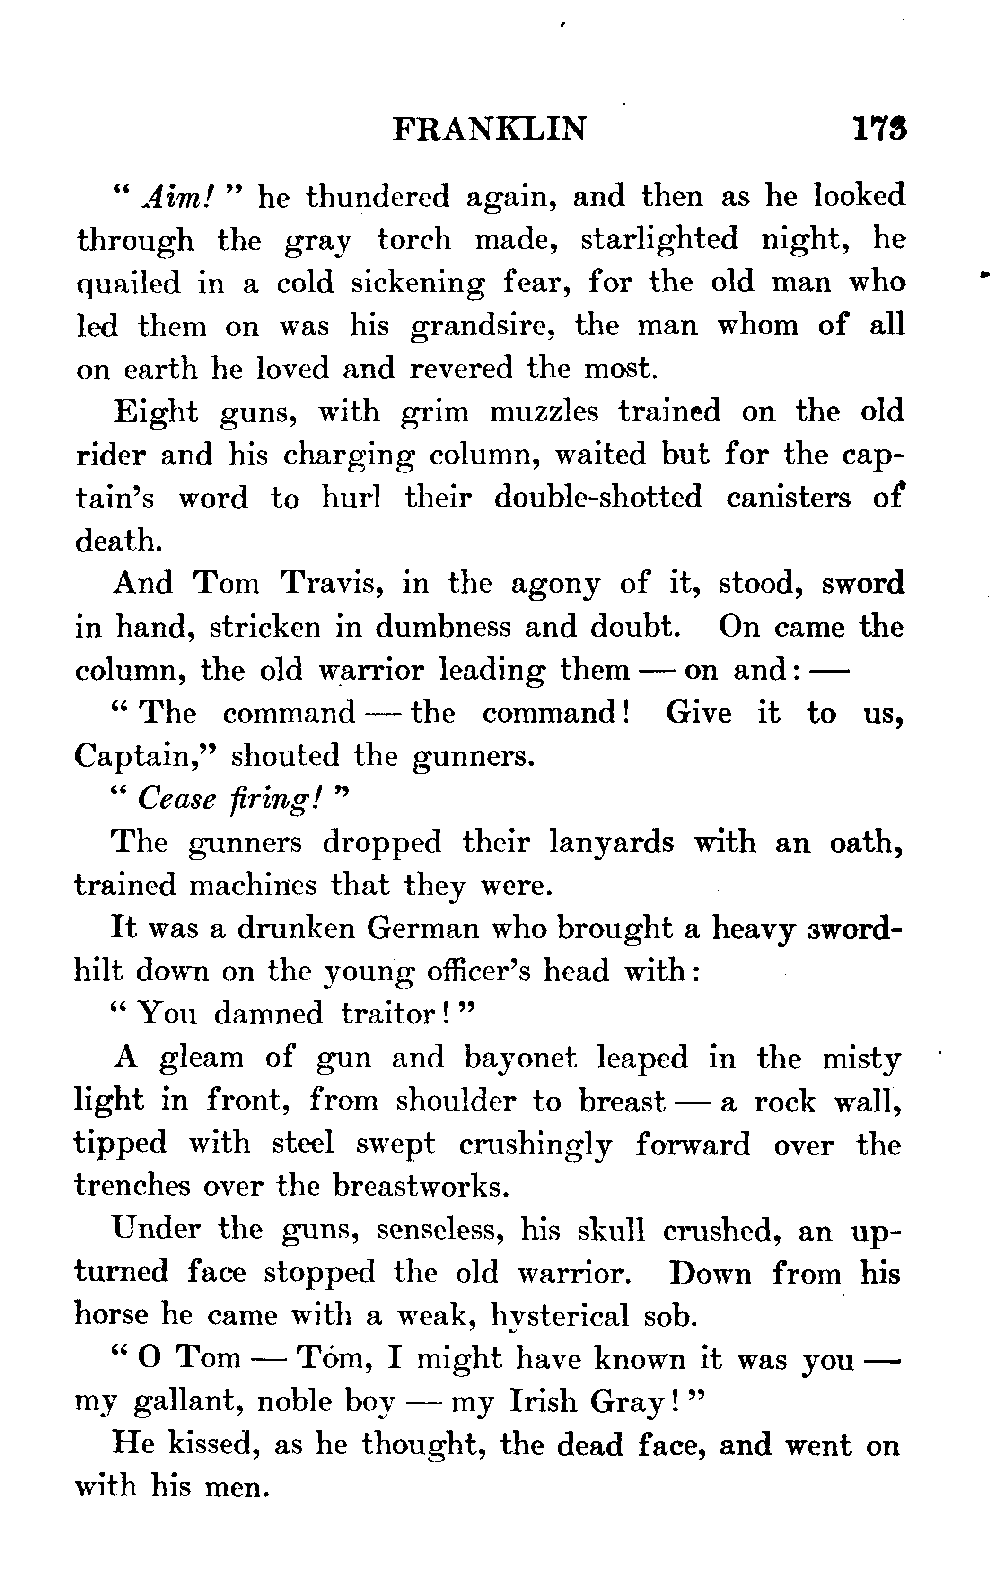 FRANKLIN 173
“ Aim! ” he thundered again, and then as he looked
through the gray torch made, starlighted night, he
quailed in a cold sickening fear, for the old man who
led them on was his grandsire, the man whom of all
on earth he loved and revered the most.
Eight guns, with grim muzzles trained on the old
rider and his charging column, waited but for the cap-
tain’s word to hurl their double-shotted canisters of
death.
And Tom Travis, in the agony of it, stood, sword
in hand, stricken in dumbness and doubt. On came the
column, the old warrior leading them — on and: —
“ The command — the command! Give it to us,
Captain,” shouted the gunners.
“ Cease firing! ”
The gunners dropped their lanyards with an oath,
trained machines that they were.
It was a drunken German who brought a heavy sword-
hilt down on the young officer’s head with:
“ You damned traitor! ”
A gleam of gun and bayonet leaped in the misty
light in front, from shoulder to breast — a rock wall,
tipped with steel swept crushingly forward over the
trenches over the breastworks.
Under the guns, senseless, his skull crushed, an up-
turned face stopped the old warrior. Down from his
horse he came with a weak, hysterical sob.
“ O Tom — Tom, I might have known it was you —
my gallant, noble boy — my Irish Gray! ”
He kissed, as he thought, the dead face, and went on
with his men.